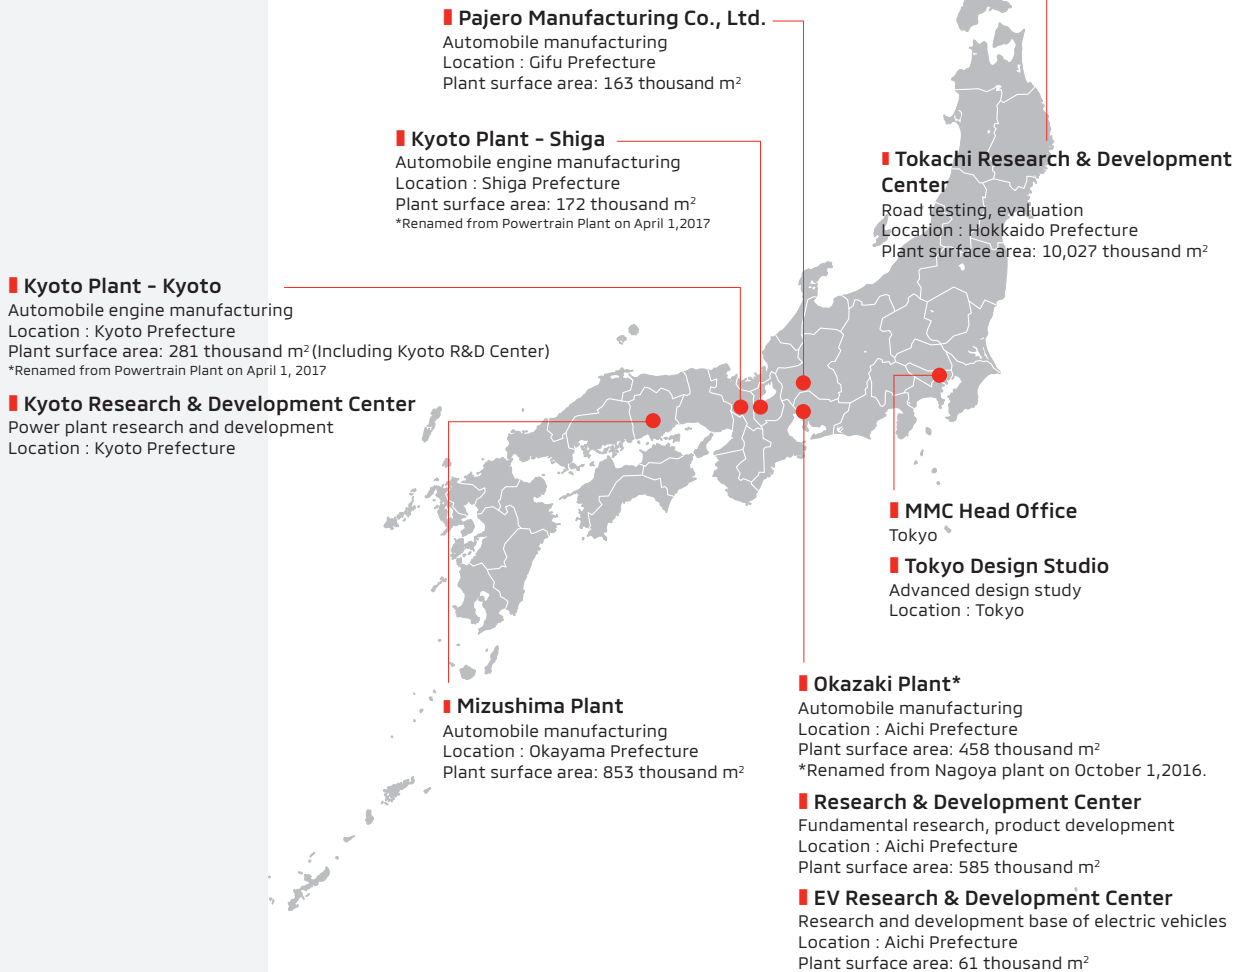 Pajero Manufacturing Co., Ltd.
Automobile manufacturing
Location : Gifu Prefecture
Plant surface area: 163 thousand m²
Kyoto Plant - Shiga
Automobile engine manufacturing
Location : Shiga Prefecture
Plant surface area: 172 thousand m²
*Renamed from Powertrain Plant on April 1,2017
Tokachi Research & Development
Center
Road testing, evaluation
Location : Hokkaido Prefecture
Plant surface area: 10,027 thousand m²
Kyoto Plant - Kyoto
Automobile engine manufacturing
Location : Kyoto Prefecture
Plant surface area: 281 thousand m² (Including Kyoto R&D Center)
*Renamed from Powertrain Plant on April 1, 2017
Kyoto Research & Development Center
Power plant research and development
Location : Kyoto Prefecture
MMC Head Office
Tokyo
Tokyo Design Studio
Advanced design study
Location : Tokyo
Mizushima Plant
Automobile manufacturing
Location : Okayama Prefecture
Plant surface area: 853 thousand m²
Okazaki Plant*
Automobile manufacturing
Location : Aichi Prefecture
Plant surface area: 458 thousand m²
*Renamed from Nagoya plant on October 1,2016.
Research & Development Center
Fundamental research, product development
Location : Aichi Prefecture
Plant surface area: 585 thousand m²
EV Research & Development Center
Research and development base of electric vehicles
Location : Aichi Prefecture
Plant surface area: 61 thousand m²